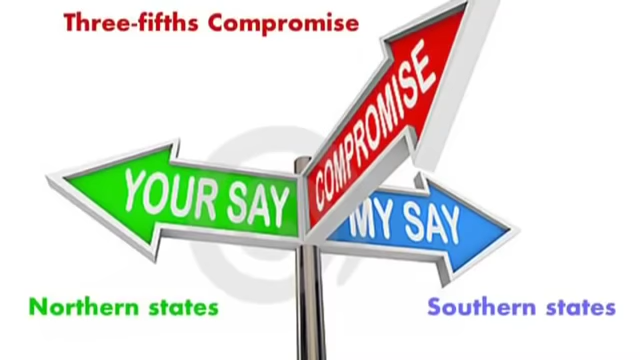 Three-fifths Compromise
COMPROMISE
YOUR SAY
MY SAY
Northern states
Southern states